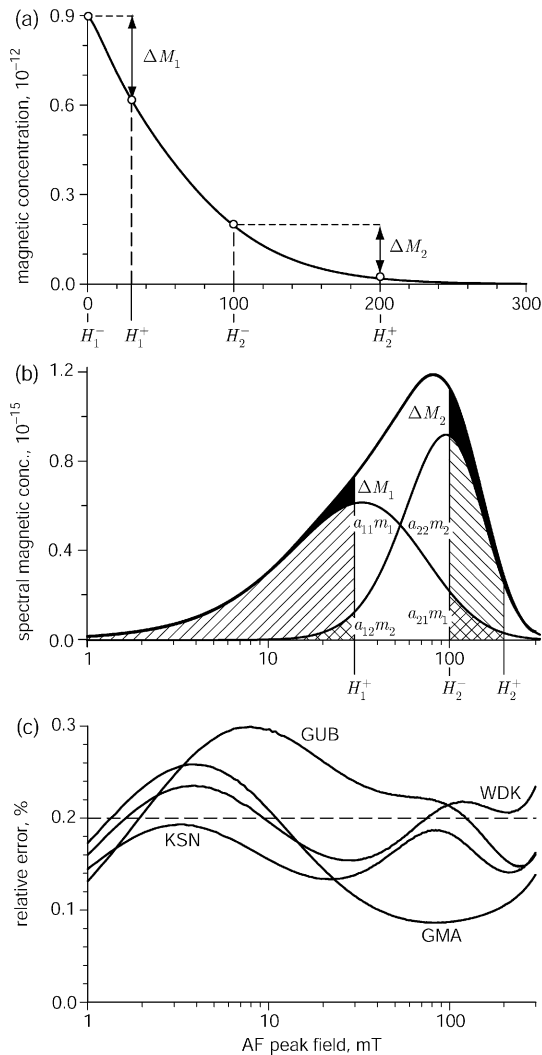 (a)
magnetic concentration, 10⁻¹²
0.9
0.6
0.3
0.0
ΔM₁
ΔM₂
0
100
200
300
H₁⁻
H₁⁺
H₂⁻
H₂⁺
(b)
spectral magnetic conc., 10⁻¹⁵
1.2
0.8
0.4
0.0
ΔM₂
ΔM₁
a₁₁m₁
a₂₂m₂
a₁₂m₂
a₂₁m₁
1
10
100
H₁⁺
H₂⁻
H₂⁺
(c)
relative error, %
0.3
0.2
0.1
0.0
GUB
WDK
KSN
GMA
1
10
100
AF peak field, mT